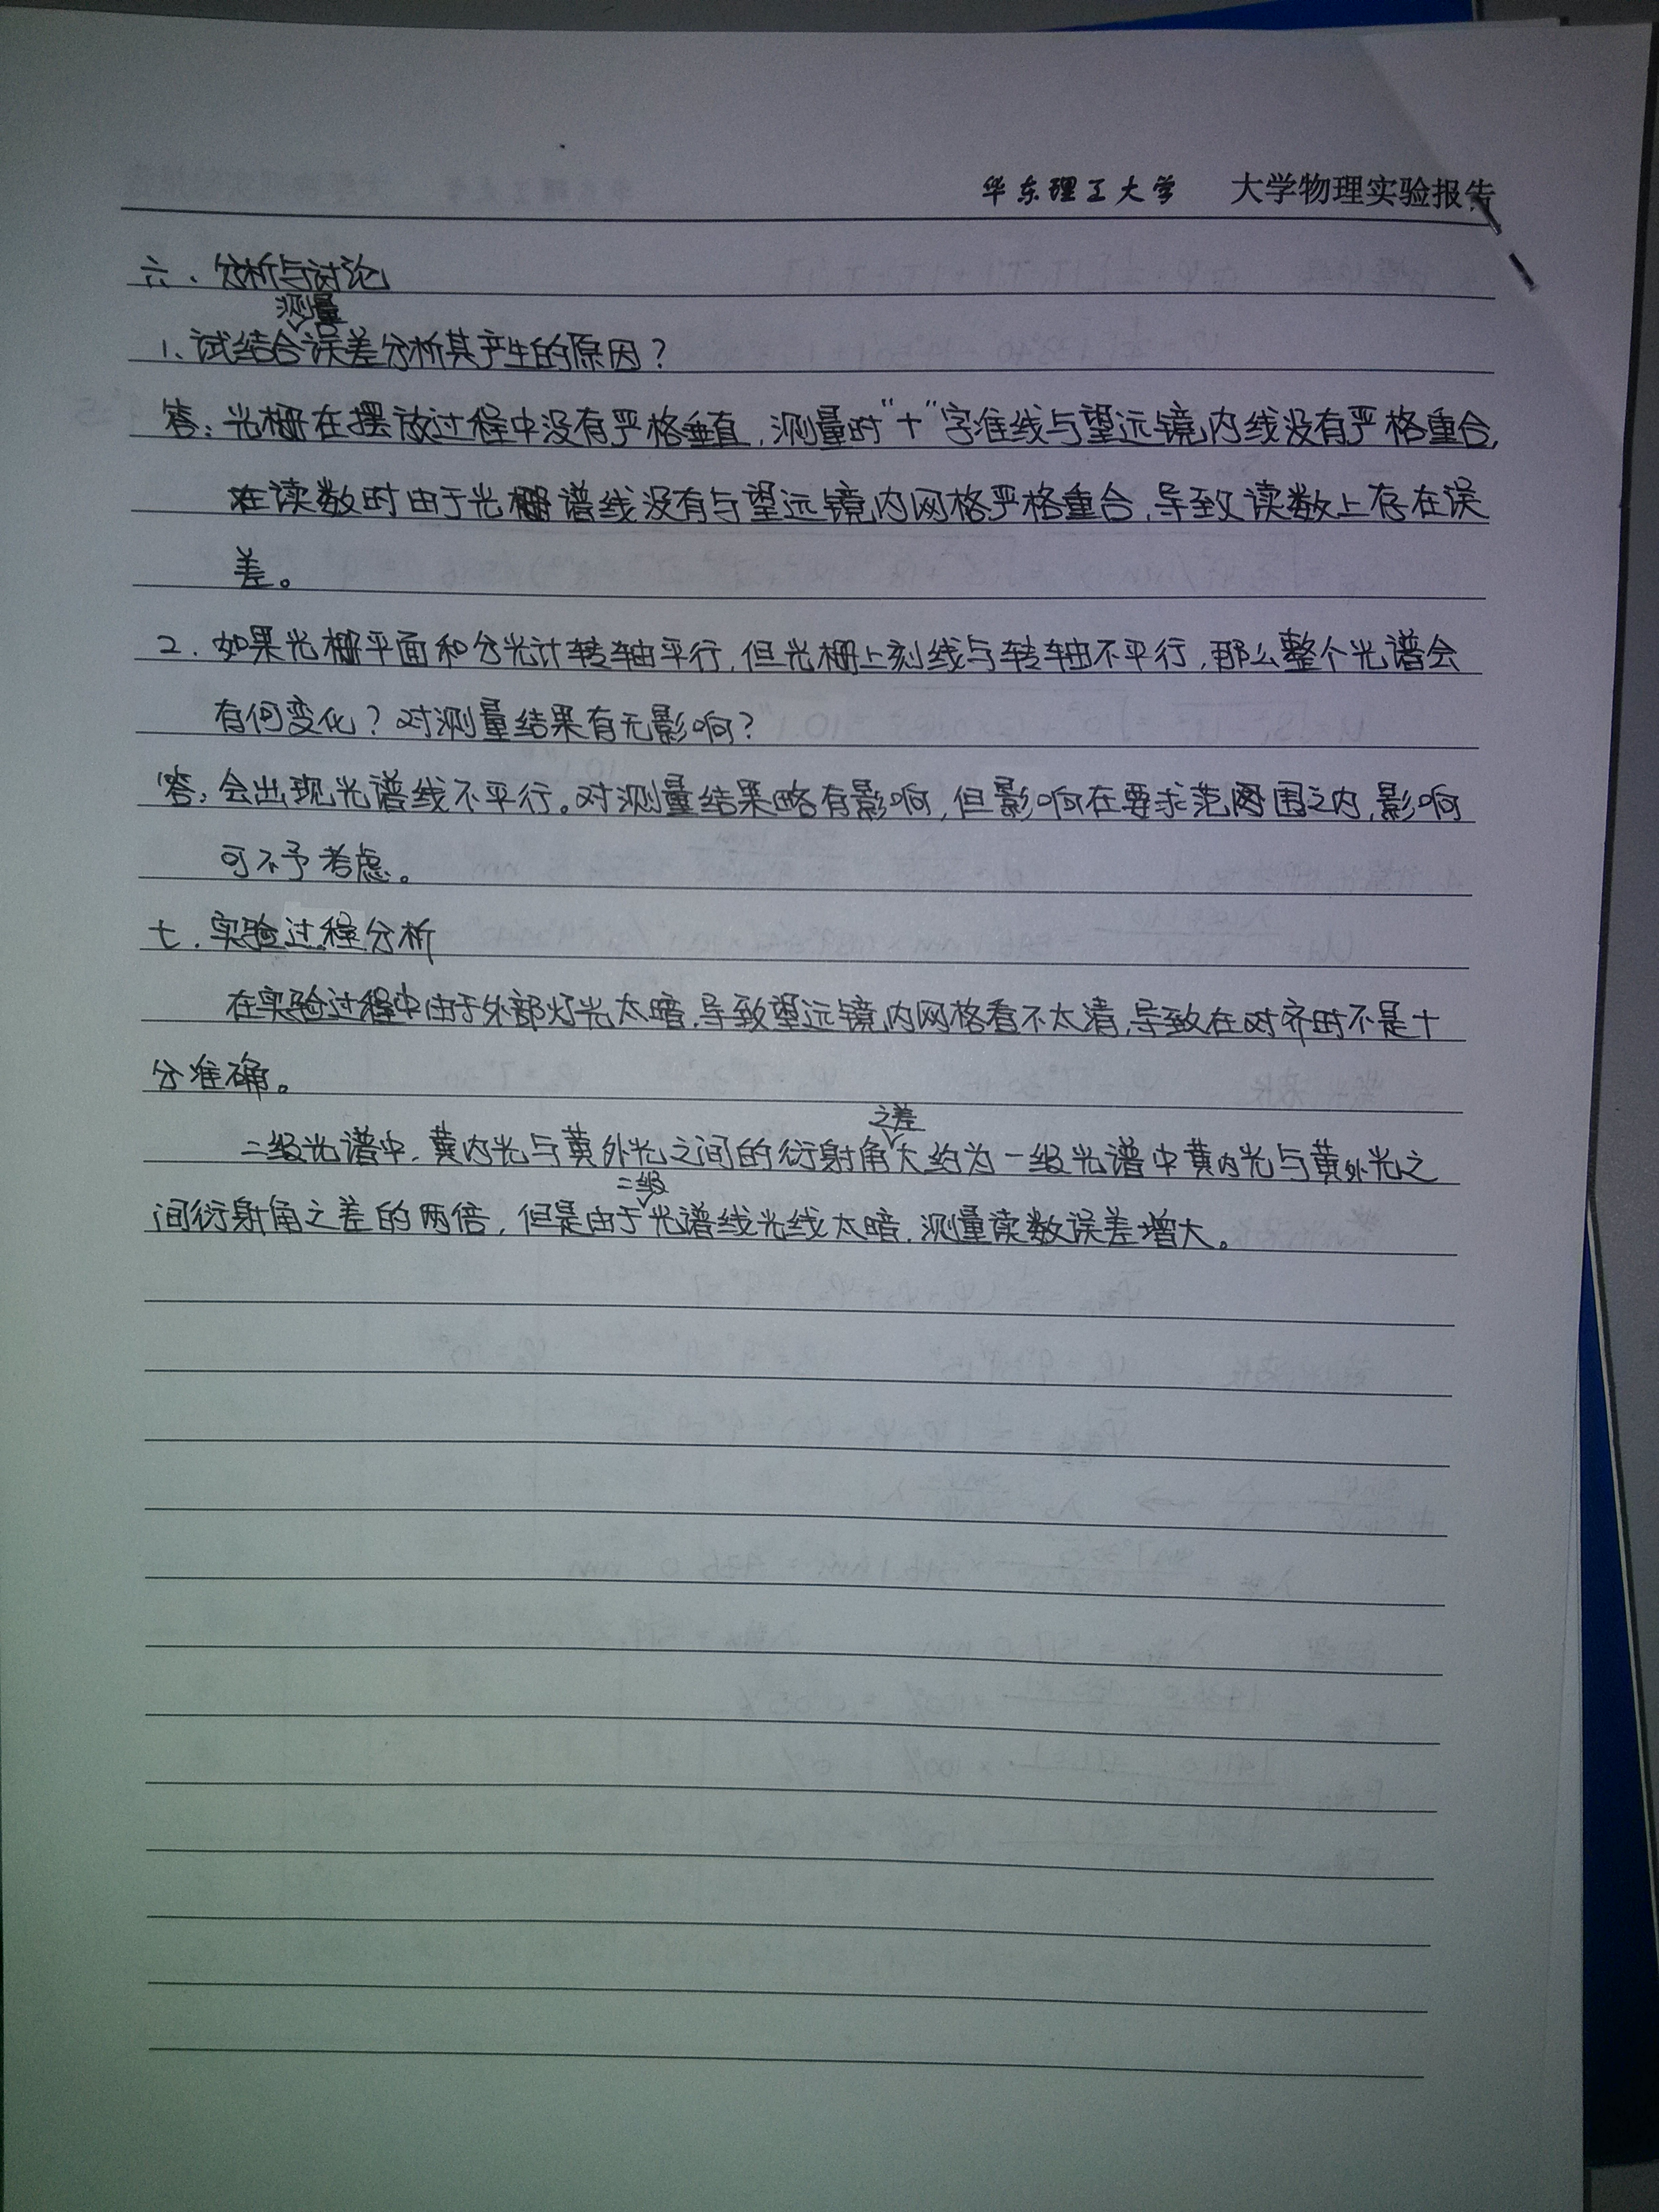 华东理工大学 大学物理实验报告
六、分析与讨论
1、试结合测量误差分析其产生的原因?
答:光栅在摆放过程中没有严格垂直,测量时“十”字准线与望远镜内线没有严格重合,
在读数时由于光栅谱线没有与望远镜内网格严格重合,导致读数上存在误
差。
2.如果光栅平面和分光计转轴平行,但光栅上刻线与转轴不平行,那么整个光谱会
有何变化?对测量结果有无影响?
答:会出现光谱线不平行。对测量结果略有影响,但影响在要求范围之内,影响
可不予考虑。
七.实验过程分析
在实验过程中由于外部灯光太暗,导致望远镜内网格看不太清,导致在对齐时不是十
分准确。
二级光谱中,黄内光与黄外光之间的衍射角之差大约为一级光谱中黄内光与黄外光之
间衍射角之差的两倍,但是由于二级光谱线光线太暗,测量读数误差增大。